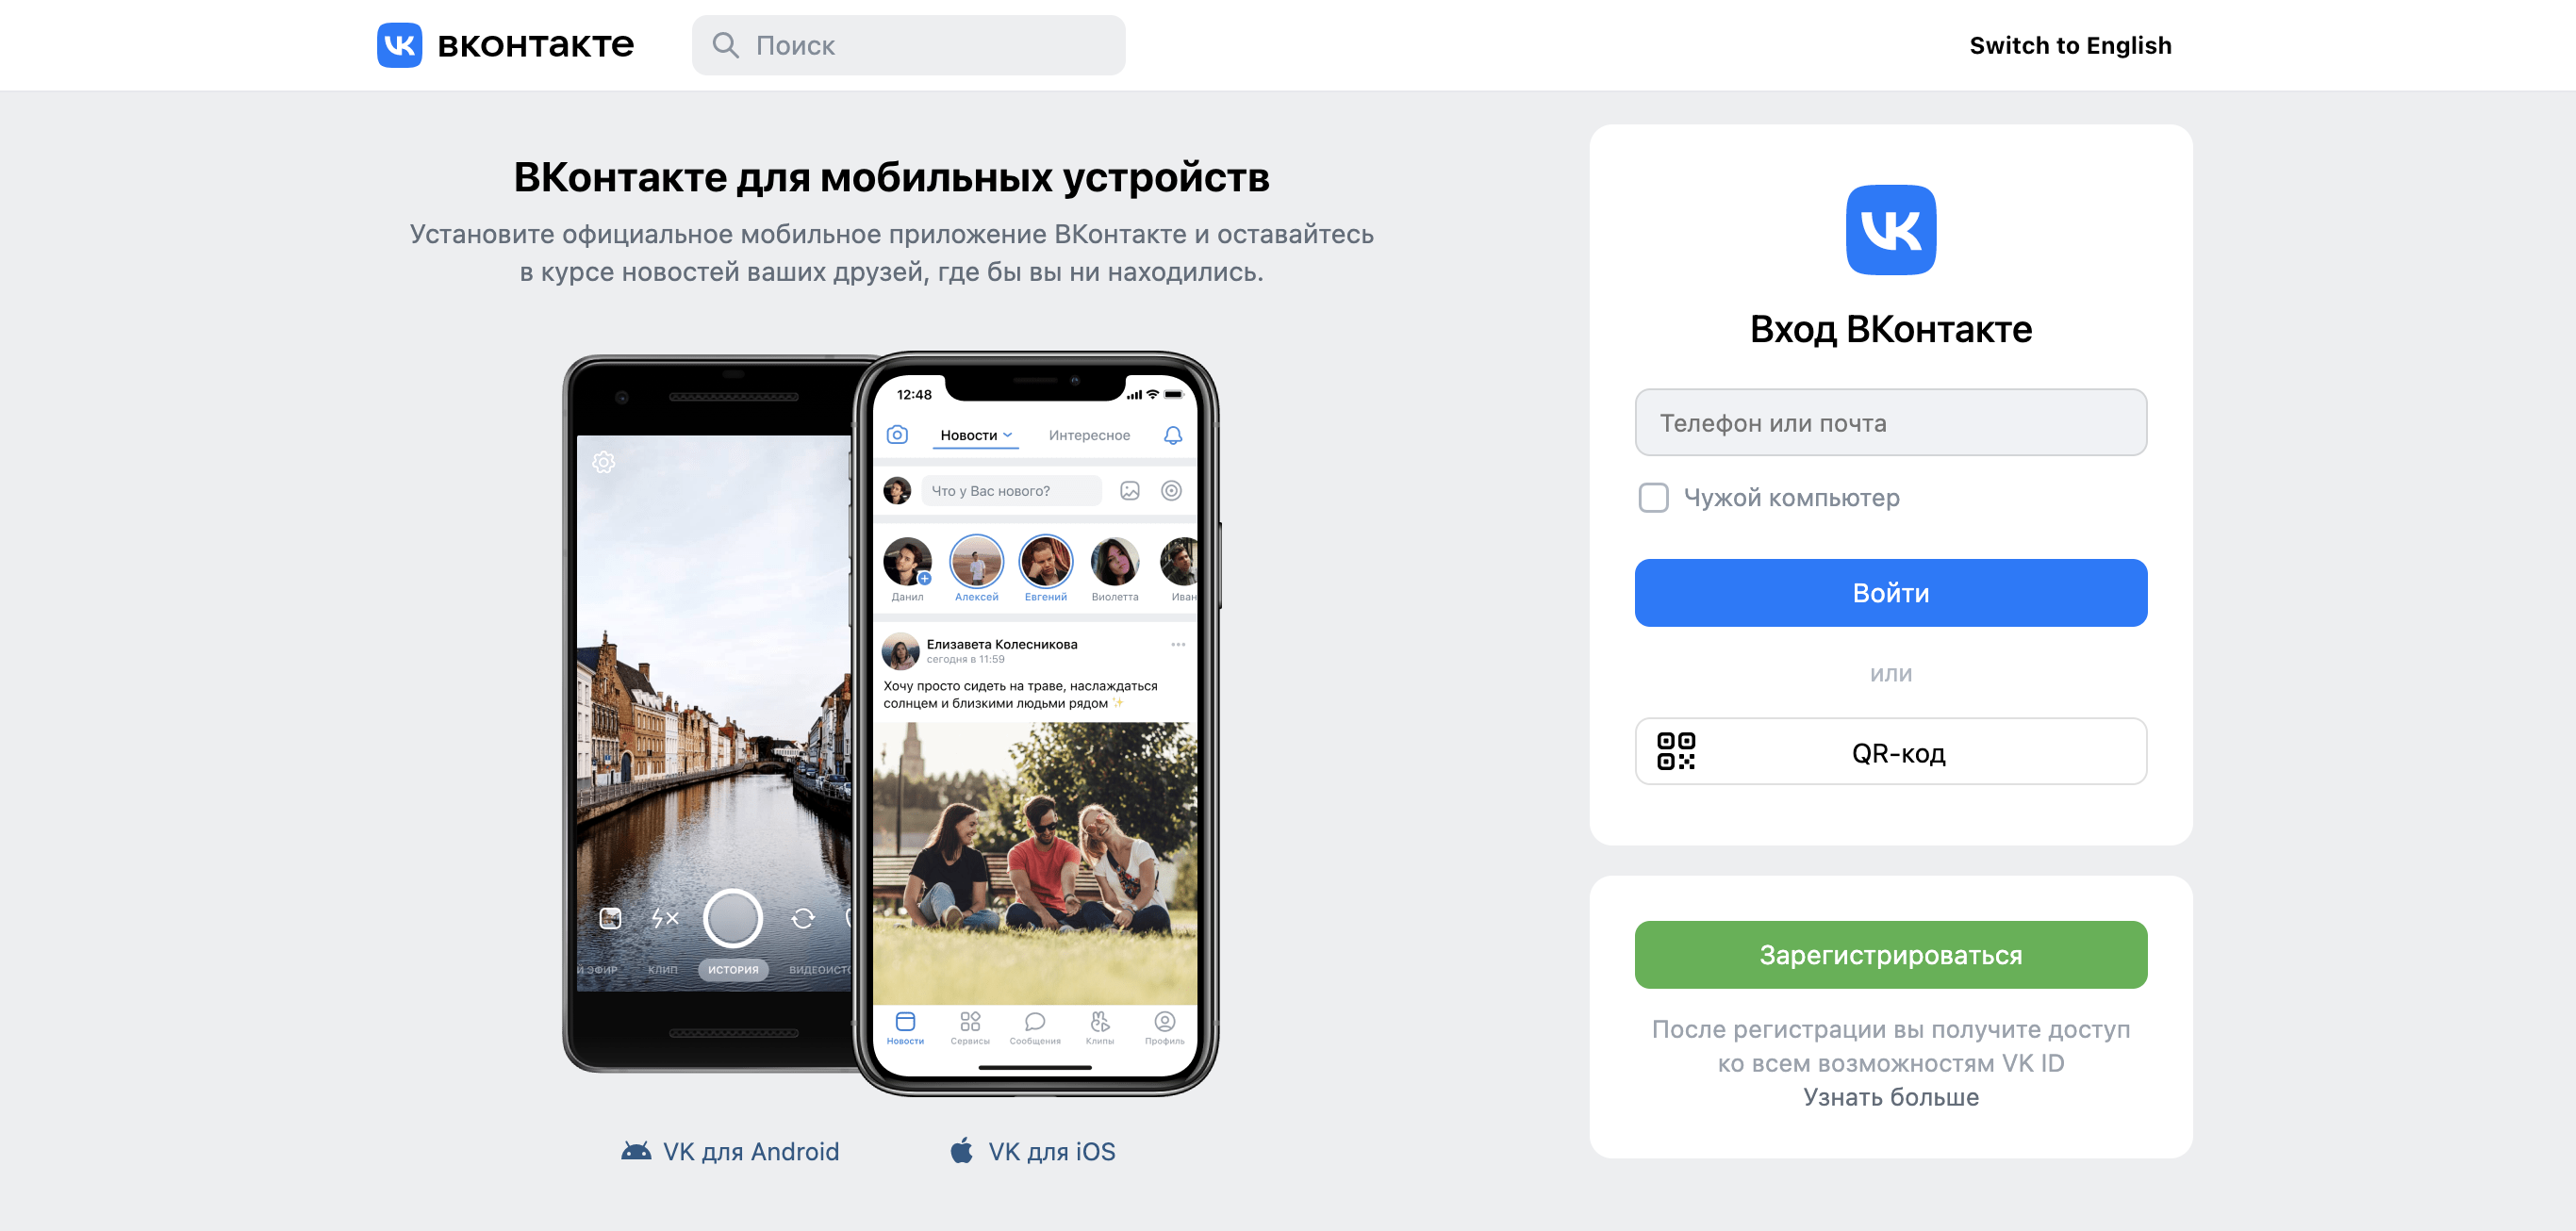 вконтакте
Поиск
Switch to English
ВКонтакте для мобильных устройств
Установите официальное мобильное приложение ВКонтакте и оставайтесь
в курсе новостей ваших друзей, где бы вы ни находились.
И ЭФИР
КЛИП
ИСТОРИЯ
ВИДЕОИСТО
12:48
Новости
Интересное
Что у Вас нового?
Данил
Алексей
Евгений
Виолетта
Иван
Елизавета Колесникова
сегодня в 11:59
Хочу просто сидеть на траве, наслаждаться
солнцем и близкими людьми рядом ✨
Новости
Сервисы
Сообщения
Клипы
Профиль
VK для Android
VK для iOS
VK
Вход ВКонтакте
Телефон или почта
Чужой компьютер
Войти
или
QR-код
Зарегистрироваться
После регистрации вы получите доступ
ко всем возможностям VK ID
Узнать больше